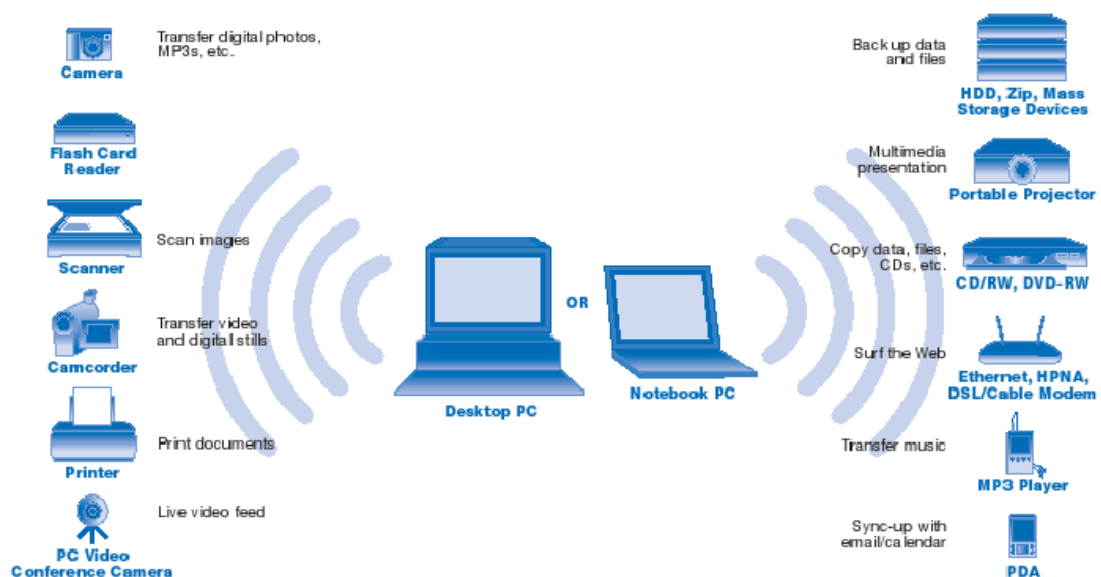 Transfer digital photos,
MP3s, etc.
Camera
Flash Card
Reader
Scan images
Scanner
Transfer video
and digital stills
Camcorder
Print documents
Printer
Live video feed
PC Video
Conference Camera
Desktop PC
OR
Notebook PC
Back up data
and files
HDD, Zip, Mass
Storage Devices
Multimedia
presentation
Portable Projector
Copy data, files,
CDs, etc.
CD/RW, DVD-RW
Surf the Web
Ethernet, HPNA,
DSL/Cable Modem
Transfer music
MP3 Player
Sync-up with
email/calendar
PDA